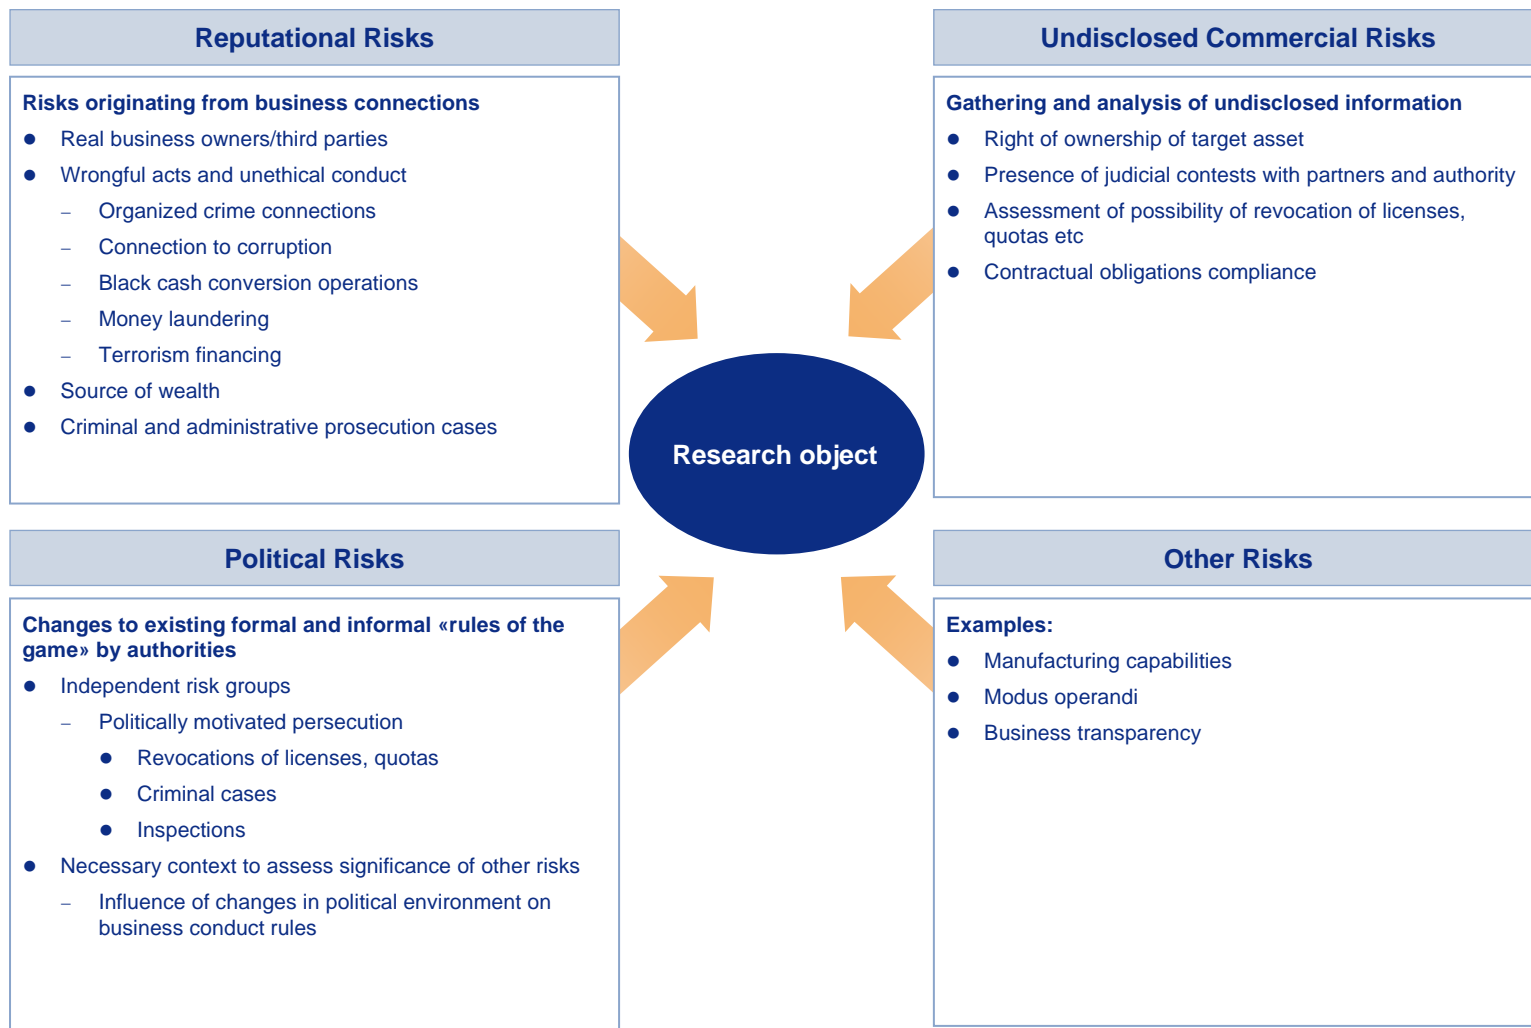 Reputational Risks
Risks originating from business connections
● Real business owners/third parties
● Wrongful acts and unethical conduct
– Organized crime connections
– Connection to corruption
– Black cash conversion operations
– Money laundering
– Terrorism financing
● Source of wealth
● Criminal and administrative prosecution cases
Undisclosed Commercial Risks
Gathering and analysis of undisclosed information
● Right of ownership of target asset
● Presence of judicial contests with partners and authority
● Assessment of possibility of revocation of licenses,
quotas etc
● Contractual obligations compliance
Research object
Political Risks
Changes to existing formal and informal «rules of the
game» by authorities
● Independent risk groups
– Politically motivated persecution
● Revocations of licenses, quotas
● Criminal cases
● Inspections
● Necessary context to assess significance of other risks
– Influence of changes in political environment on
business conduct rules
Other Risks
Examples:
● Manufacturing capabilities
● Modus operandi
● Business transparency